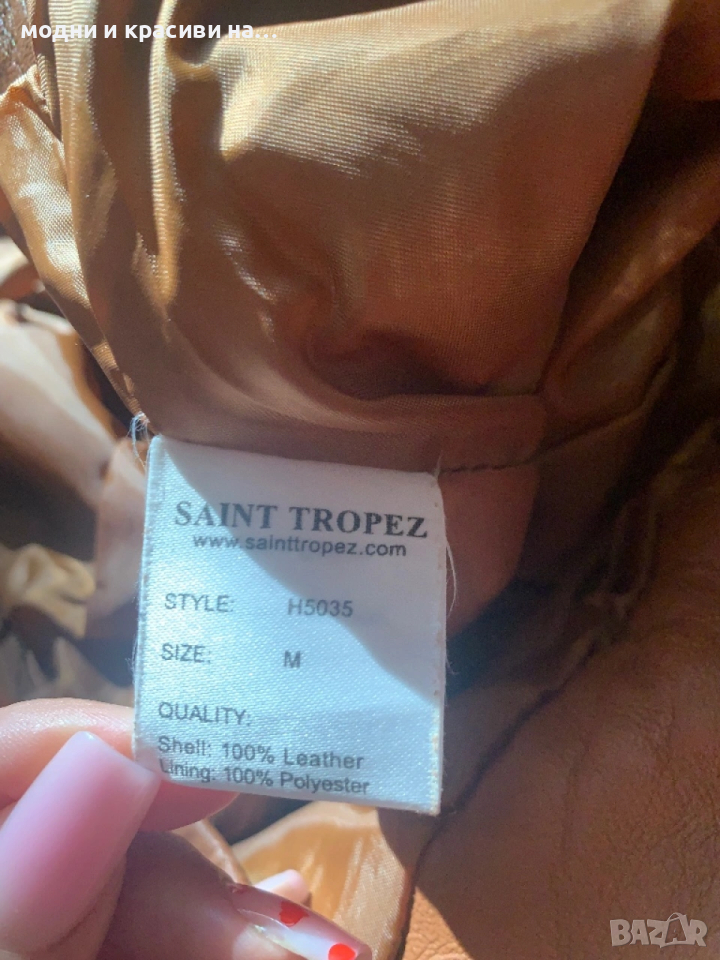 модни и красиви на...
SAINT TROPEZ
www.sainttropez.com
STYLE: H5035
SIZE: M
QUALITY:
Shell: 100% Leather
Lining: 100% Polyester
BAZAR